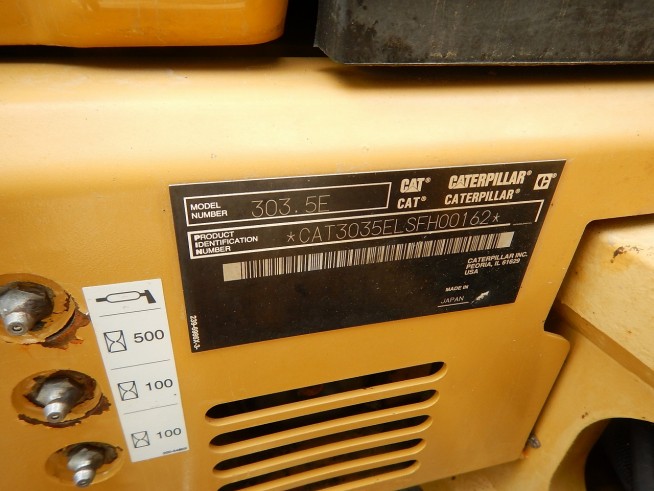 MODEL NUMBER 303.5E
CAT® CATERPILLAR®
CAT® CATERPILLAR®
PRODUCT IDENTIFICATION NUMBER *CAT3035ELSFH00162*
CATERPILLAR INC.
PEORIA, IL 61629
USA
MADE IN
JAPAN
500
100
100